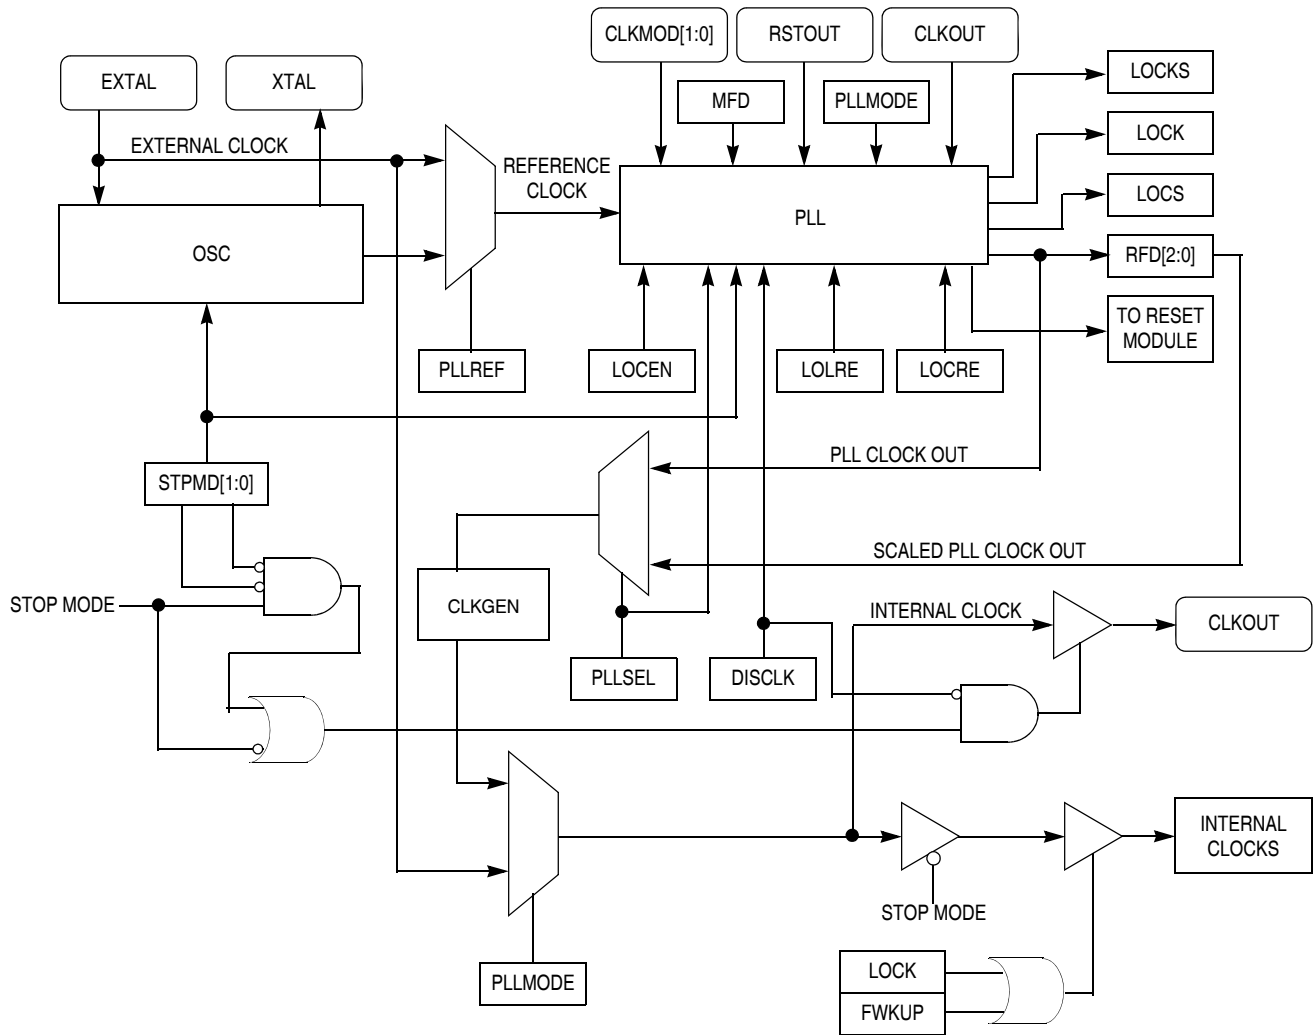 CLKMOD[1:0]
RSTOUT
CLKOUT
EXTAL
XTAL
MFD
PLLMODE
LOCKS
EXTERNAL CLOCK
LOCK
REFERENCE
CLOCK
LOCS
PLL
OSC
RFD[2:0]
TO RESET
MODULE
PLLREF
LOCEN
LOLRE
LOCRE
PLL CLOCK OUT
STPMD[1:0]
SCALED PLL CLOCK OUT
STOP MODE
CLKGEN
INTERNAL CLOCK
CLKOUT
PLLSEL
DISCLK
INTERNAL
CLOCKS
STOP MODE
PLLMODE
LOCK
FWKUP